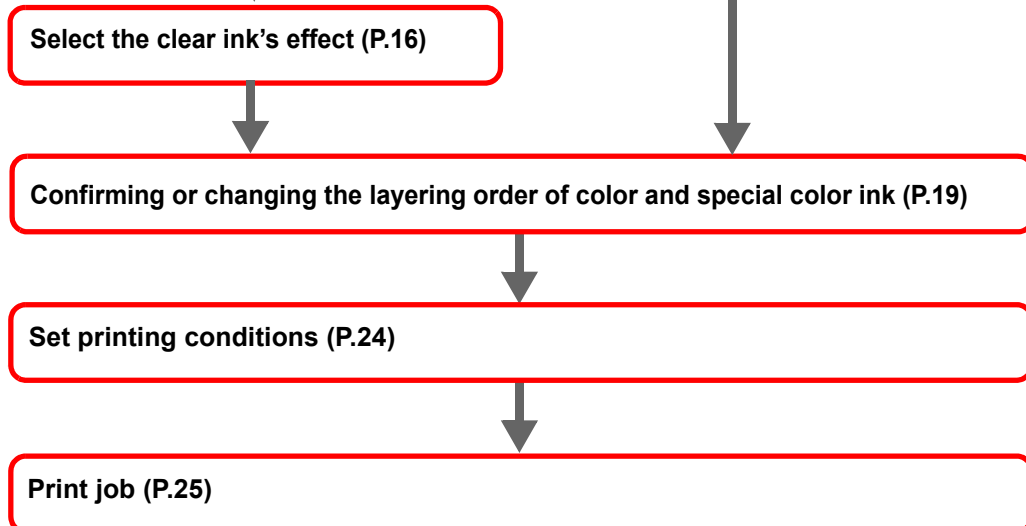 Select the clear ink's effect (P.16)
Confirming or changing the layering order of color and special color ink (P.19)
Set printing conditions (P.24)
Print job (P.25)